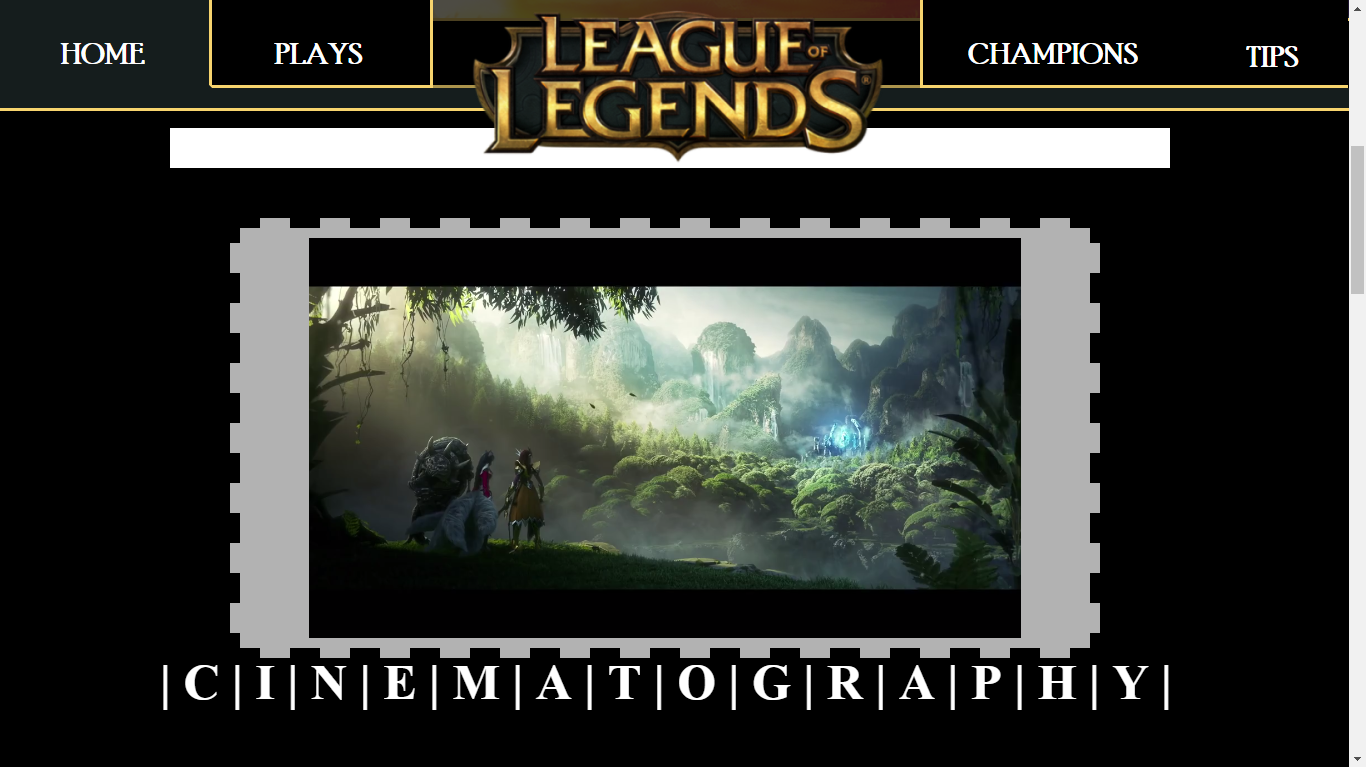 HOME
PLAYS
LEAGUE OF
LEGENDS®
CHAMPIONS
TIPS
| C | I | N | E | M | A | T | O | G | R | A | P | H | Y |